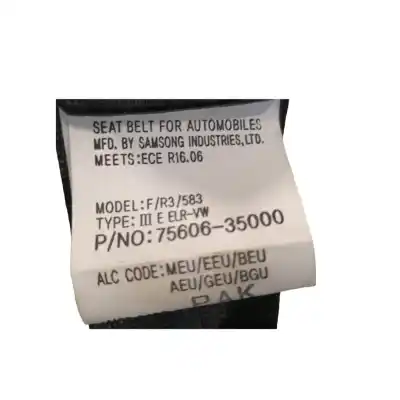 SEAT BELT FOR AUTOMOBILES
MFD. BY SAMSONG INDUSTRIES,LTD.
MEETS:ECE R16.06
MODEL:F/R3/583
TYPE: III E ELR-VW
P/NO:75606-35000
ALC CODE: MEU/EEU/BEU
AEU/GEU/BGU
PAK